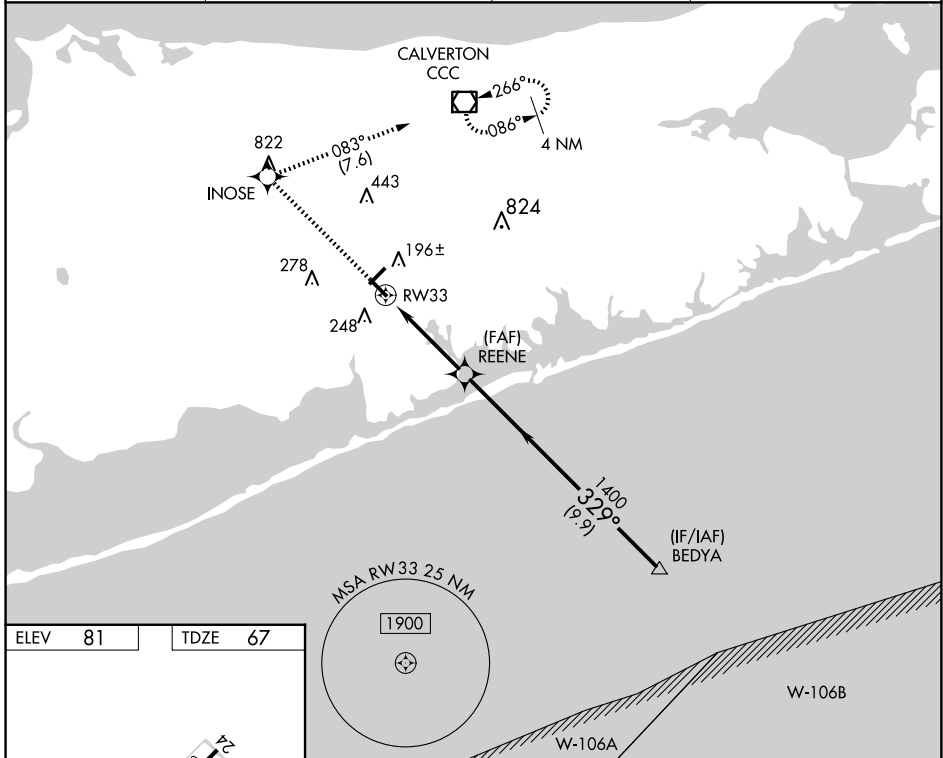 CALVERTON
CCC
266°
086°
4 NM
083°
(7.6)
822
INOSE
443
824
196±
278
RW33
248
(FAF)
REENE
1400
329°
(9.9)
(IF/IAF)
BEDYA
MSA RW33 25 NM
1900
ELEV 81
TDZE 67
W-106B
W-106A
24